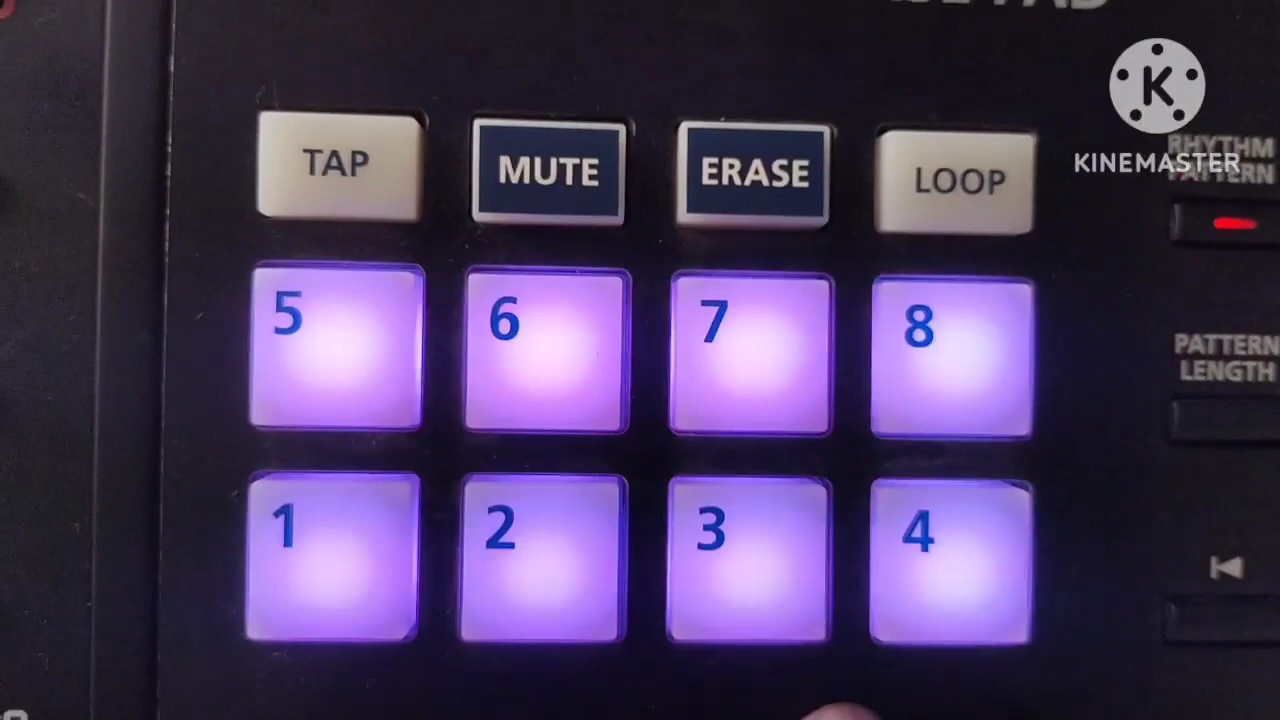 TAP
MUTE
ERASE
LOOP
K
KINEMASTER
RHYTHM
PATTERN
5
6
7
8
PATTERN
LENGTH
1
2
3
4